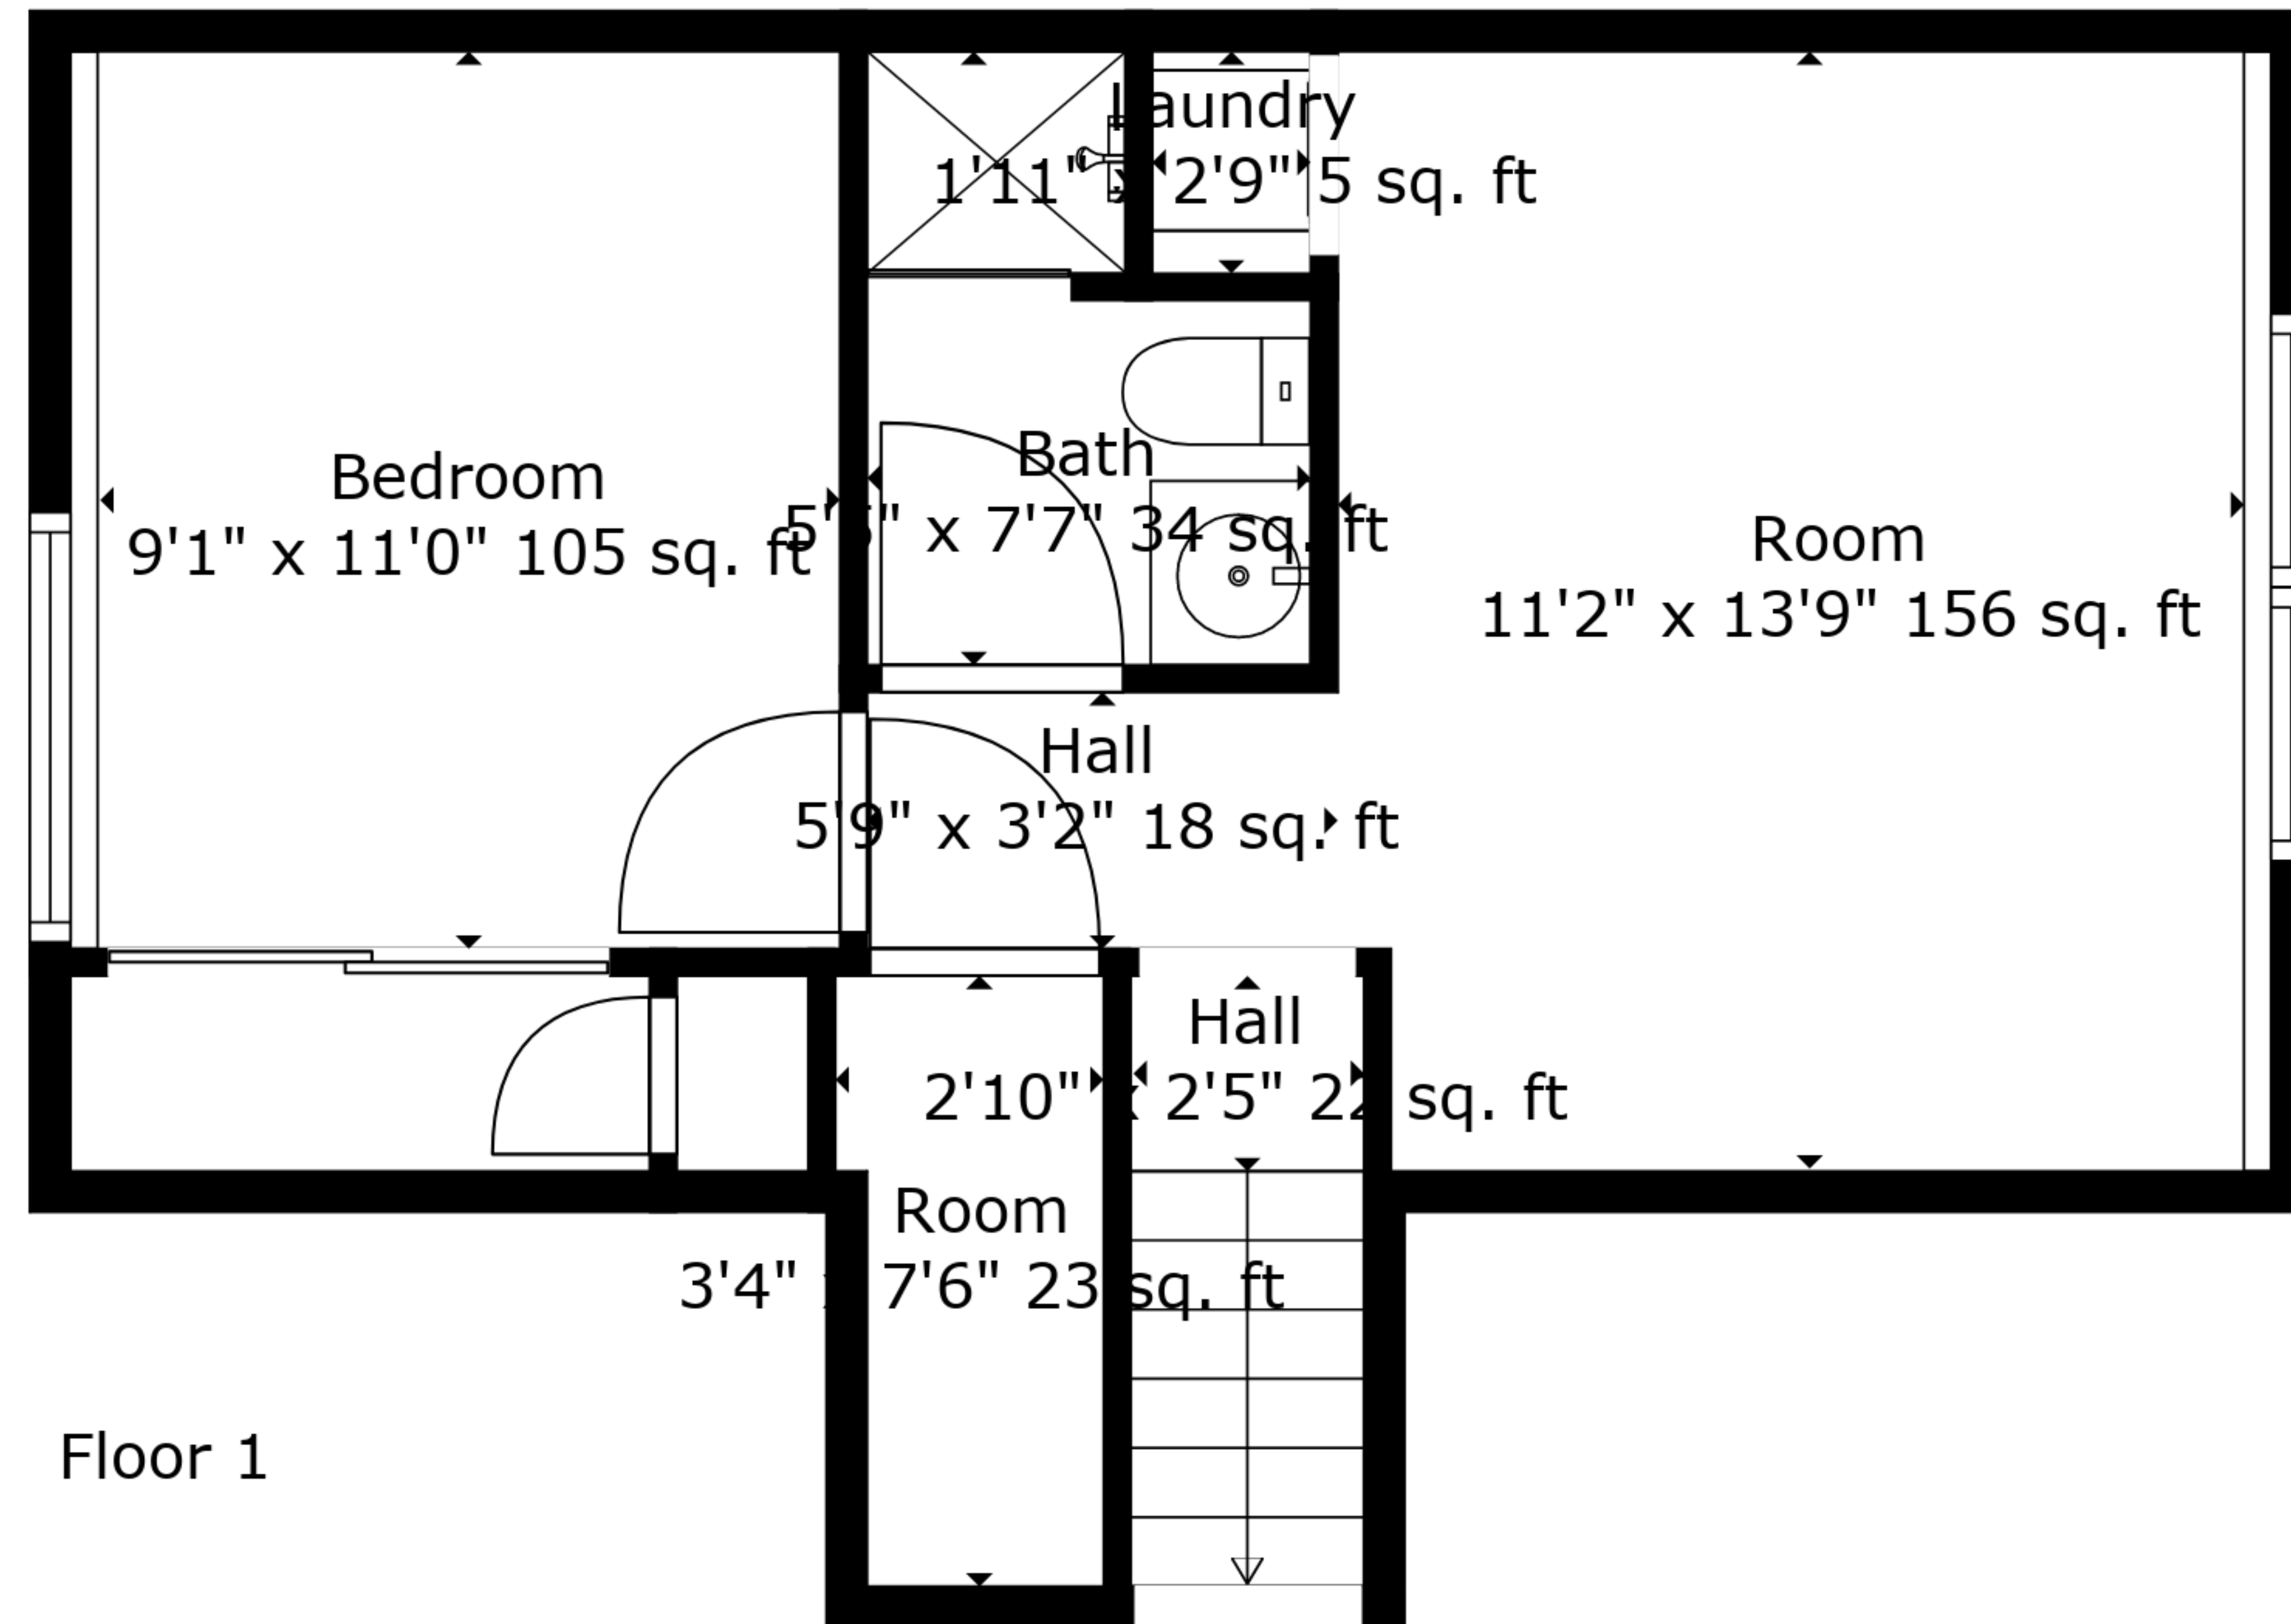 Laundry
1'11" x 2'9" 5 sq. ft
Bedroom
9'1" x 11'0" 105 sq. ft
Bath
x 7'7" 34 sq. ft
Room
11'2" x 13'9" 156 sq. ft
Hall
5'9" x 3'2" 18 sq. ft
Hall
2'10" x 2'5" 22 sq. ft
Room
3'4" x 7'6" 23 sq. ft
Floor 1